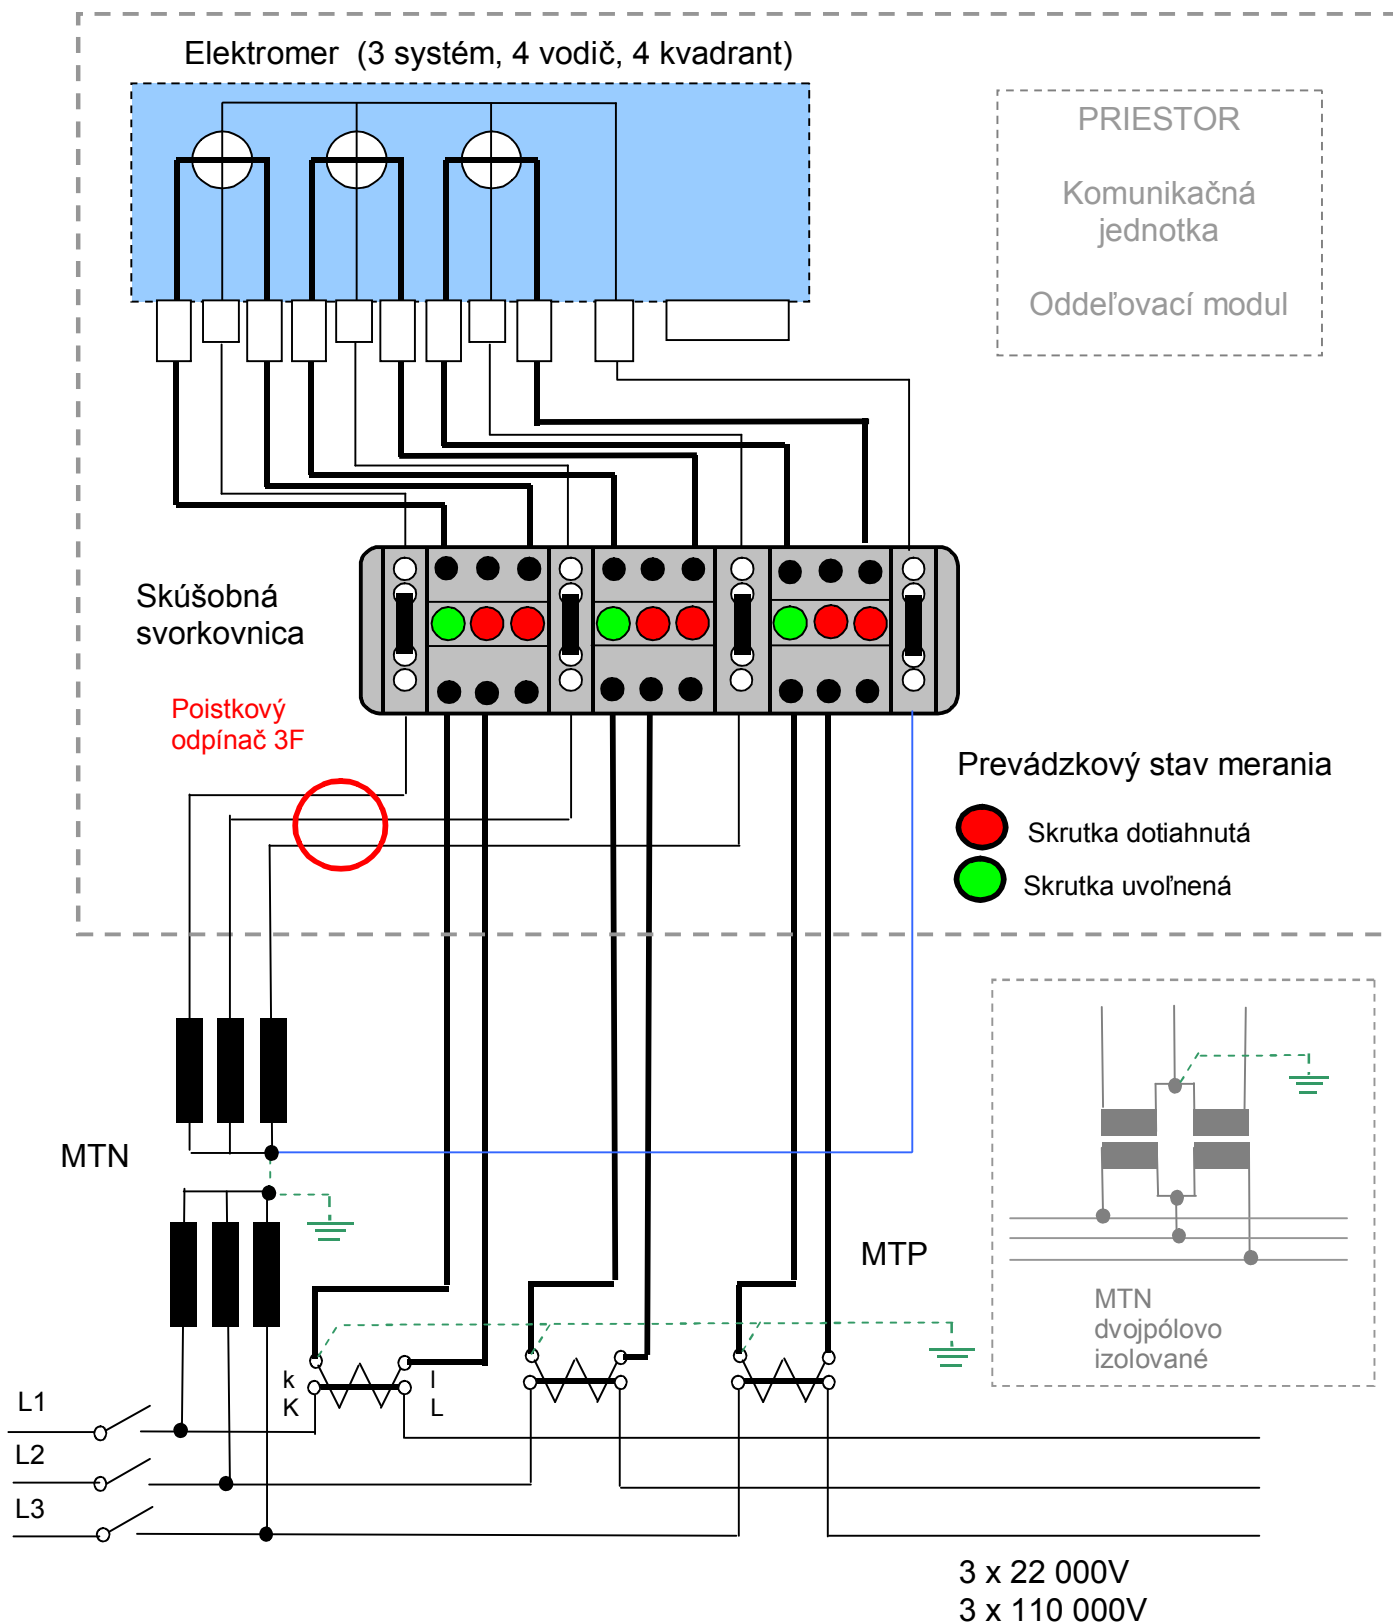 Elektromer  (3 systém, 4 vodič, 4 kvadrant)
PRIESTOR
Komunikačná
jednotka
Oddeľovací modul
Skúšobná
svorkovnica
Poistkový
odpínač 3F
Prevádzkový stav merania
Skrutka dotiahnutá
Skrutka uvoľnená
MTN
MTP
MTN
dvojpólovo
izolované
k
K
l
L
L1
L2
L3
3 x 22 000V
3 x 110 000V